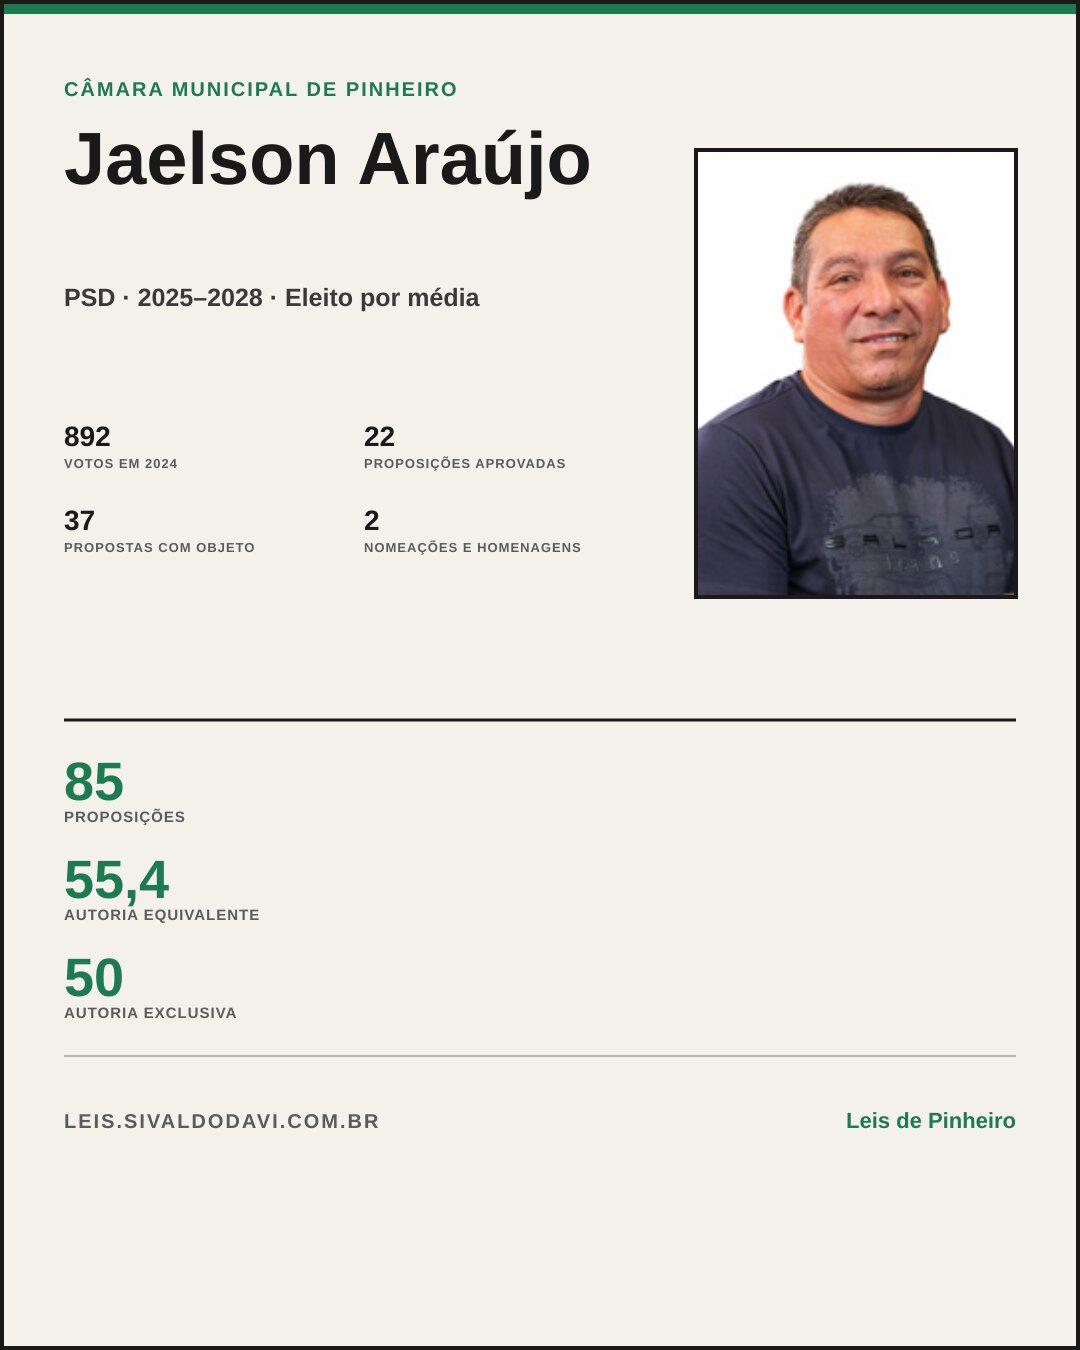 CÂMARA MUNICIPAL DE PINHEIRO
Jaelson Araújo
PSD · 2025–2028 · Eleito por média
892
VOTOS EM 2024
22
PROPOSIÇÕES APROVADAS
37
PROPOSTAS COM OBJETO
2
NOMEAÇÕES E HOMENAGENS
85
PROPOSIÇÕES
55,4
AUTORIA EQUIVALENTE
50
AUTORIA EXCLUSIVA
LEIS.SIVALDODAVI.COM.BR
Leis de Pinheiro